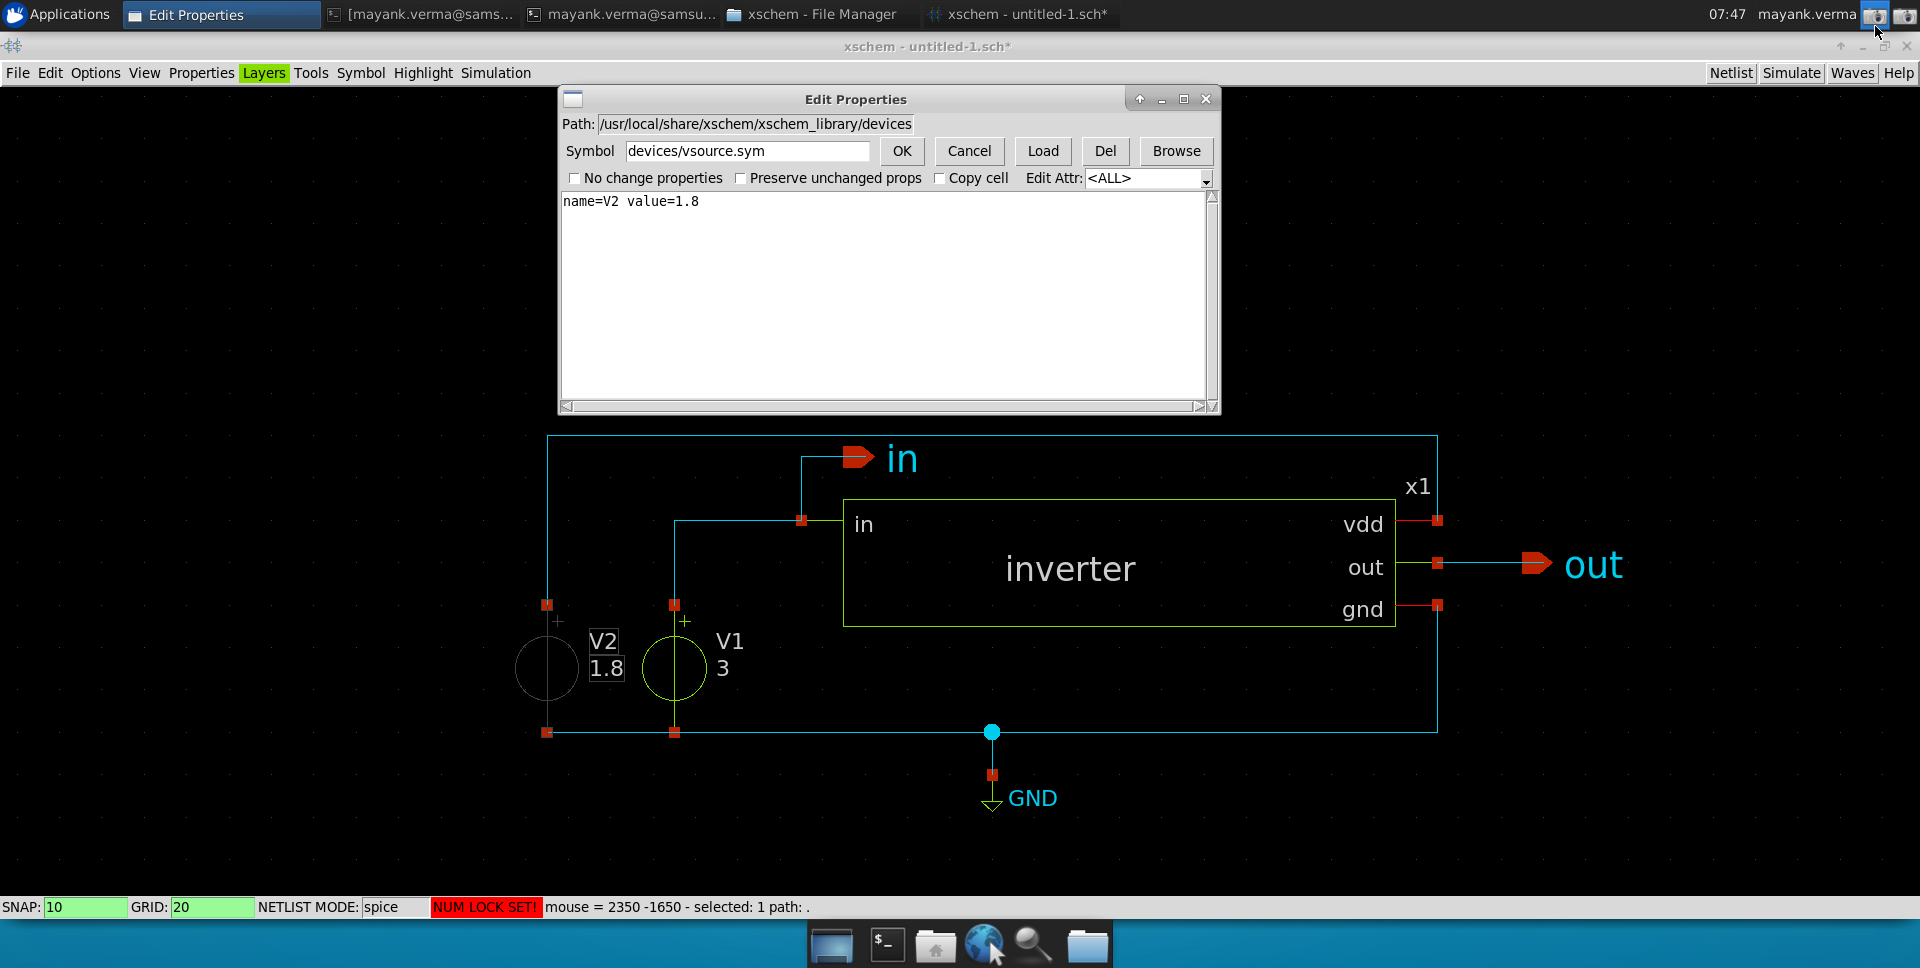 Applications Edit Properties [mayank.verma@sams... mayank.verma@samsu... xschem - File Manager xschem - untitled-1.sch* 07:47 mayank.verma
xschem - untitled-1.sch*
File Edit Options View Properties Layers Tools Symbol Highlight Simulation Netlist Simulate Waves Help
Edit Properties
Path: /usr/local/share/xschem/xschem_library/devices
Symbol devices/vsource.sym OK Cancel Load Del Browse
No change properties Preserve unchanged props Copy cell Edit Attr: <ALL>
name=V2 value=1.8
in
x1
in vdd
inverter out out
gnd
V2 V1
1.8 3
GND
SNAP: 10 GRID: 20 NETLIST MODE: spice NUM LOCK SET! mouse = 2350 -1650 - selected: 1 path: .
$_